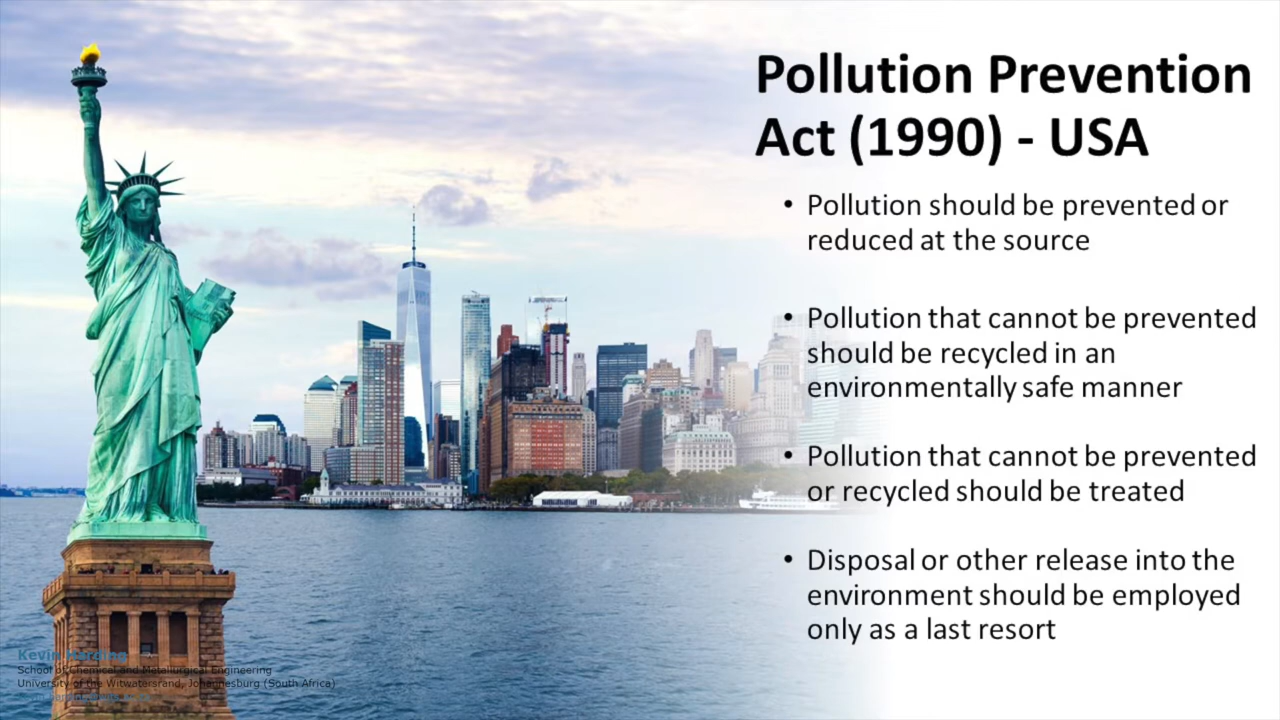 Pollution Prevention
Act (1990) - USA
• Pollution should be prevented or
reduced at the source
• Pollution that cannot be prevented
should be recycled in an
environmentally safe manner
• Pollution that cannot be prevented
or recycled should be treated
• Disposal or other release into the
environment should be employed
only as a last resort
Kevin Harding
School of Chemical and Metallurgical Engineering
University of the Witwatersrand, Johannesburg (South Africa)